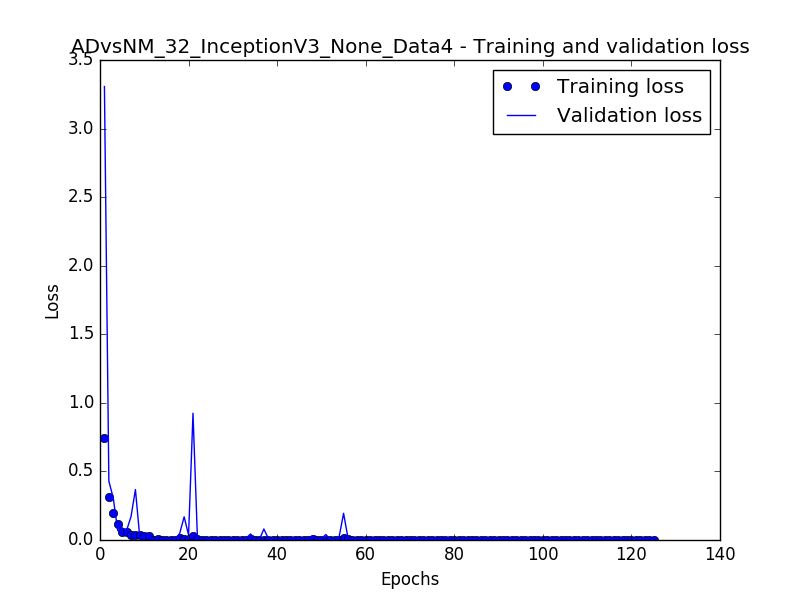 ADvsNM_32_InceptionV3_None_Data4 - Training and validation loss
3.5
3.0
2.5
2.0
1.5
1.0
0.5
0.0
Loss
Training loss
Validation loss
0 20 40 60 80 100 120 140
Epochs